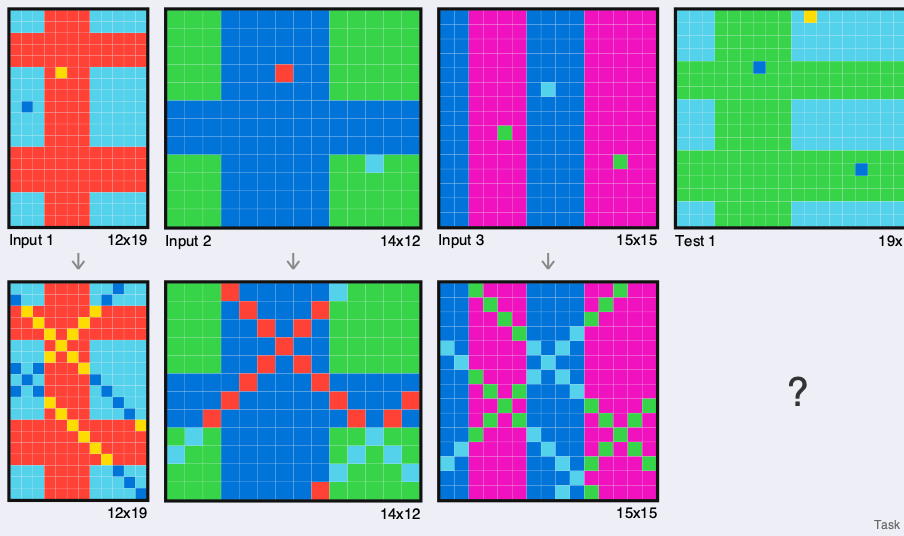 Input 1 12x19
Input 2 14x12
Input 3 15x15
Test 1 19x
?
12x19
14x12
15x15
Task